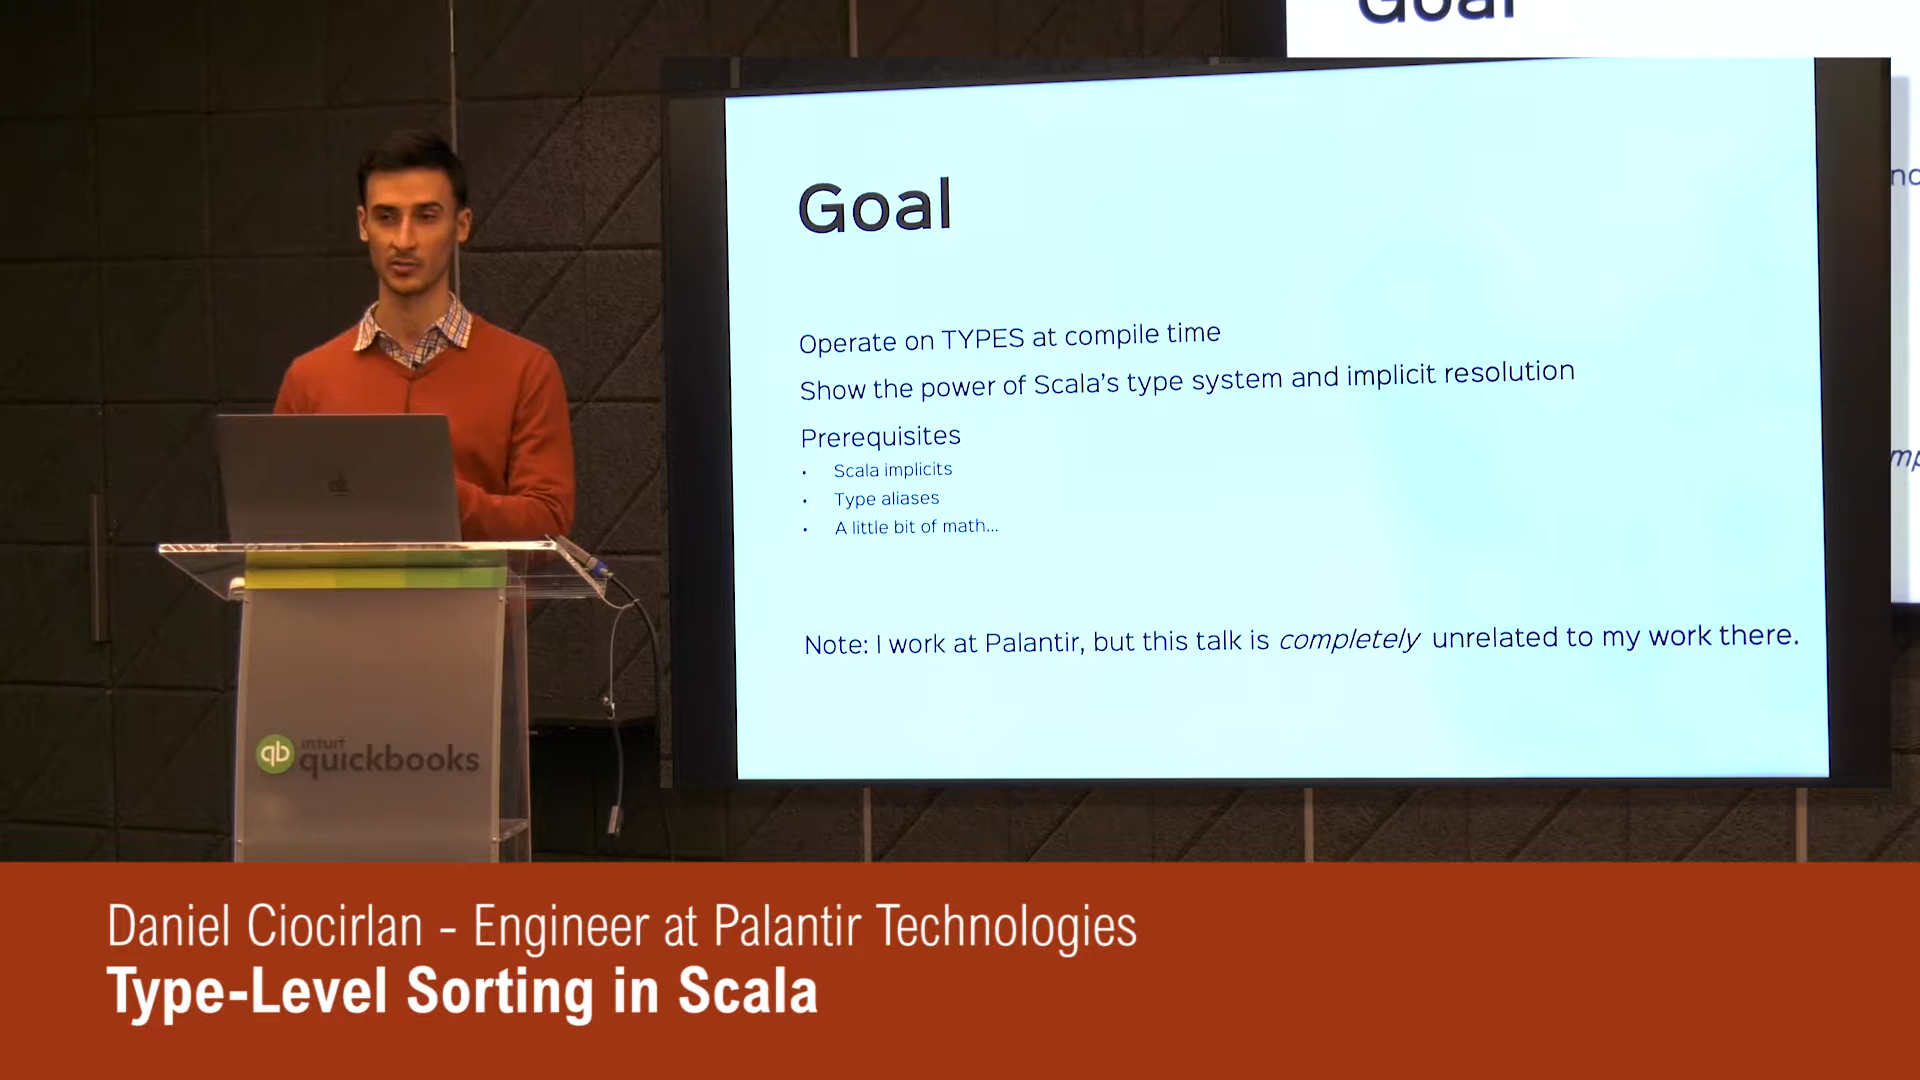 Goal
Goal
Operate on TYPES at compile time
Show the power of Scala's type system and implicit resolution
Prerequisites
• Scala implicits
• Type aliases
• A little bit of math...
Note: I work at Palantir, but this talk is completely unrelated to my work there.
qb intuit
quickbooks
Daniel Ciocirlan - Engineer at Palantir Technologies
Type-Level Sorting in Scala